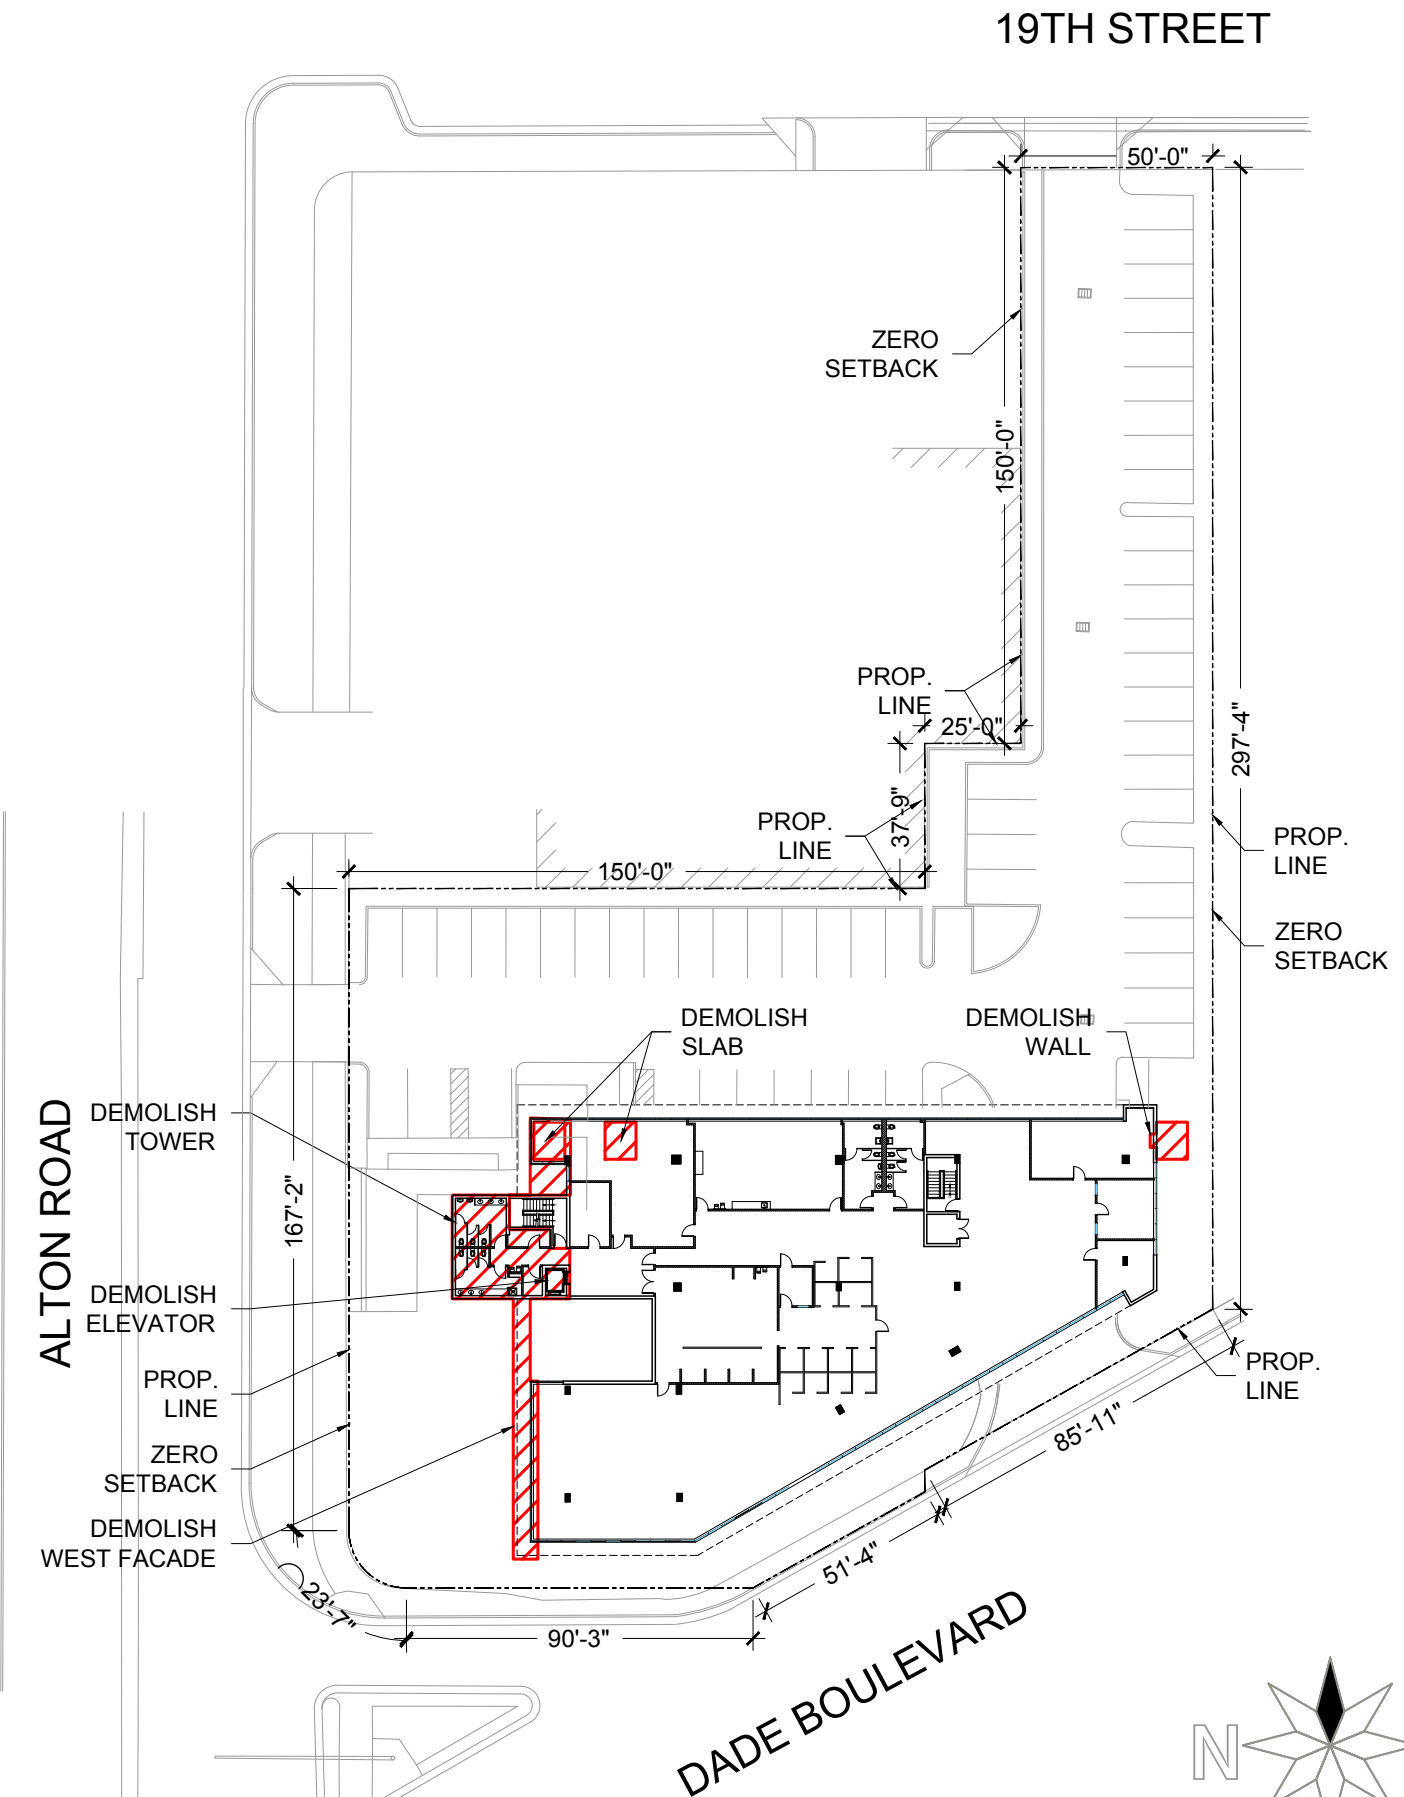 19TH STREET
50'-0"
ZERO
SETBACK
150'-0"
PROP.
LINE
25'-0"
297'-4"
37'-9"
PROP.
LINE
PROP.
LINE
150'-0"
ZERO
SETBACK
DEMOLISH
SLAB
DEMOLISH
WALL
ALTON ROAD
DEMOLISH
TOWER
167'-2"
DEMOLISH
ELEVATOR
PROP.
LINE
PROP.
LINE
85'-11"
ZERO
SETBACK
DEMOLISH
WEST FACADE
51'-4"
23'-7"
90'-3"
DADE BOULEVARD
N